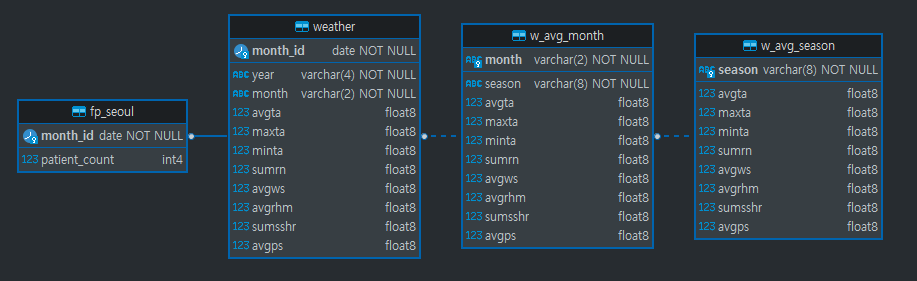 fp_seoul
month_id date NOT NULL
123 patient_count int4
weather
month_id date NOT NULL
ABC year varchar(4) NOT NULL
ABC month varchar(2) NOT NULL
123 avgta float8
123 maxta float8
123 minta float8
123 sumrn float8
123 avgws float8
123 avgrhm float8
123 sumsshr float8
123 avgps float8
w_avg_month
ABC month varchar(2) NOT NULL
ABC season varchar(8) NOT NULL
123 avgta float8
123 maxta float8
123 minta float8
123 sumrn float8
123 avgws float8
123 avgrhm float8
123 sumsshr float8
123 avgps float8
w_avg_season
ABC season varchar(8) NOT NULL
123 avgta float8
123 maxta float8
123 minta float8
123 sumrn float8
123 avgws float8
123 avgrhm float8
123 sumsshr float8
123 avgps float8